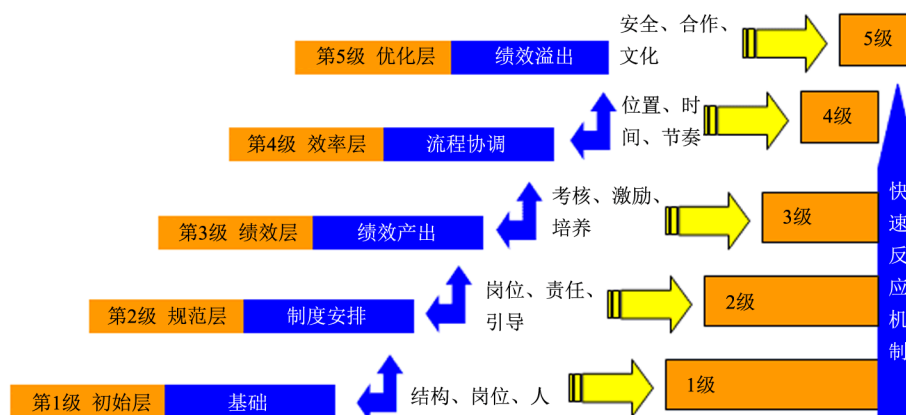 第5级 优化层
绩效溢出
安全、合作、
文化
5级
第4级 效率层
流程协调
位置、时
间、节奏
4级
第3级 绩效层
绩效产出
考核、激励、
培养
3级
第2级 规范层
制度安排
岗位、责任、
引导
2级
第1级 初始层
基础
结构、岗位、人
1级
快
速
反
应
机
制